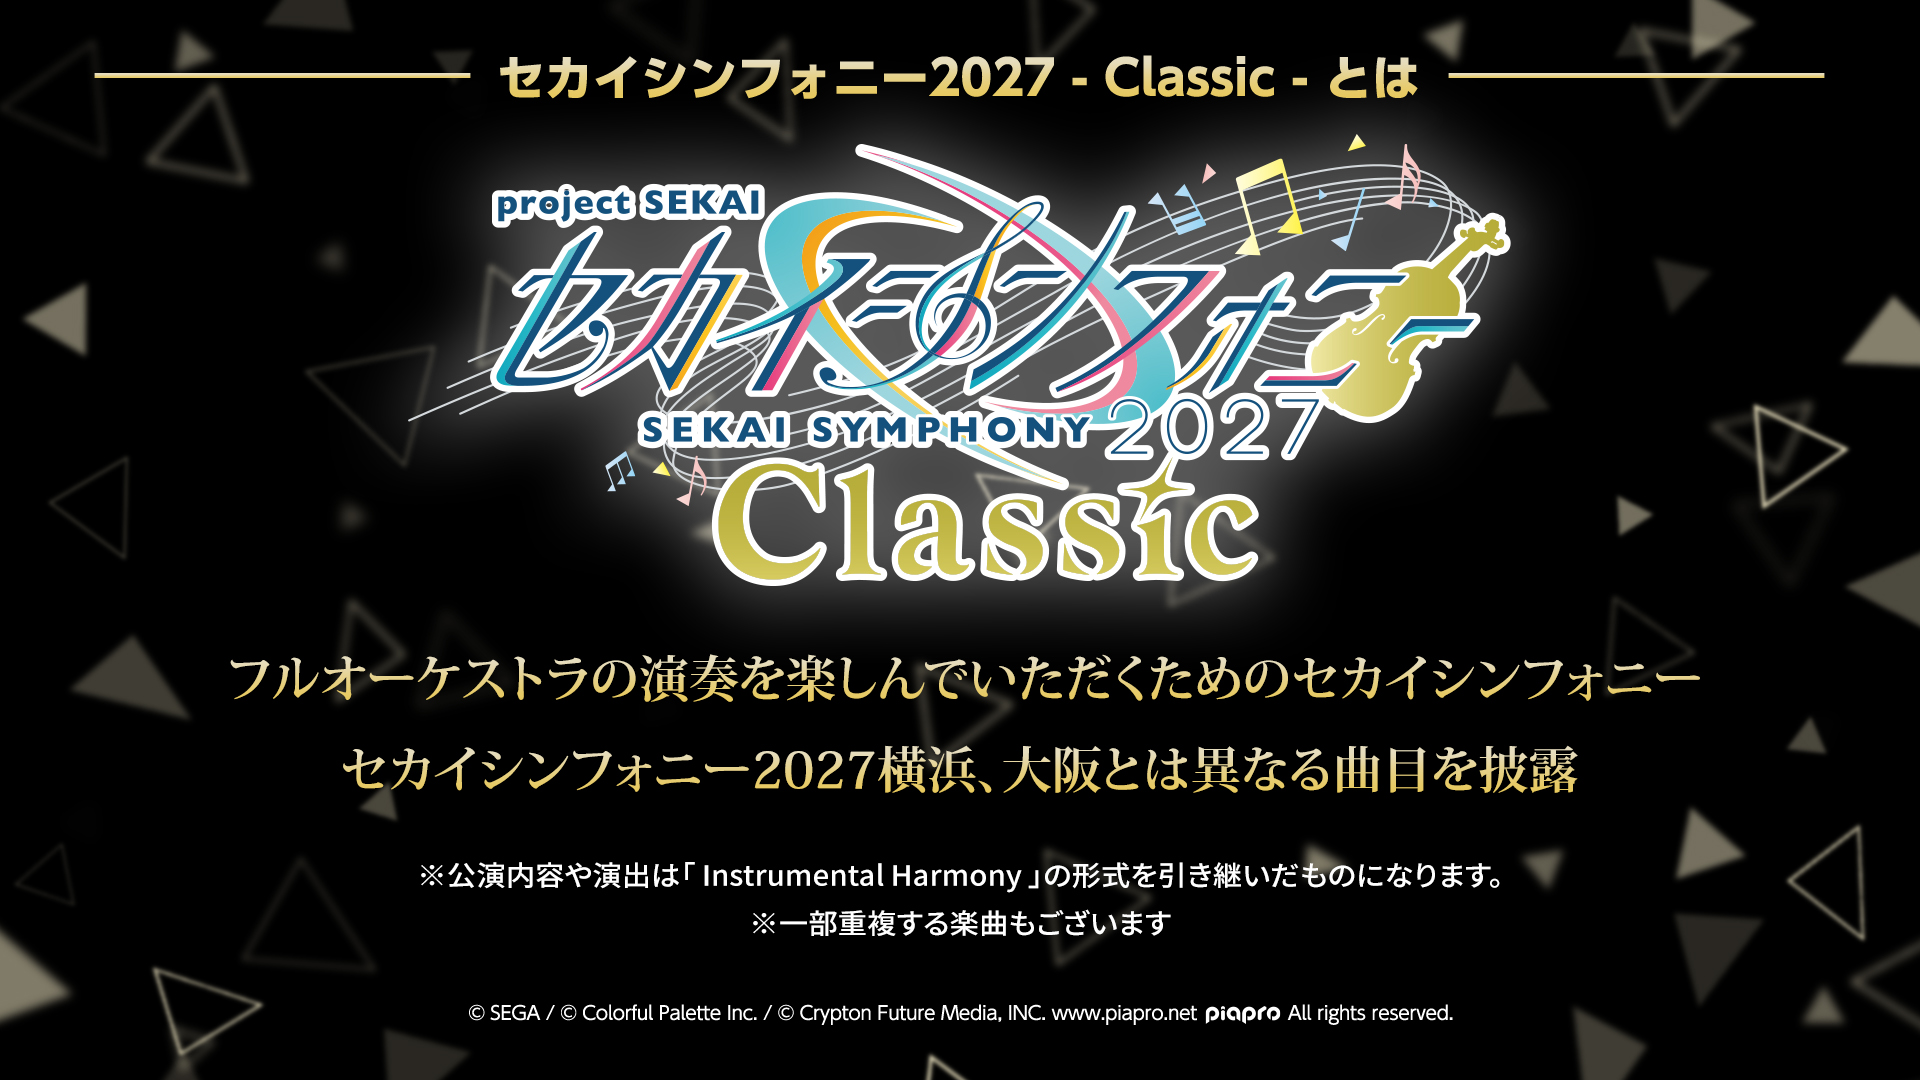 セカイシンフォニー2027 - Classic - とは
project SEKAI
セカイシンフォニー
SEKAI SYMPHONY 2027
Classic
フルオーケストラの演奏を楽しんでいただくためのセカイシンフォニー
セカイシンフォニー2027横浜、大阪とは異なる曲目を披露
※公演内容や演出は「 Instrumental Harmony 」の形式を引き継いだものになります。
※一部重複する楽曲もございます
© SEGA / © Colorful Palette Inc. / © Crypton Future Media, INC. www.piapro.net piapro All rights reserved.